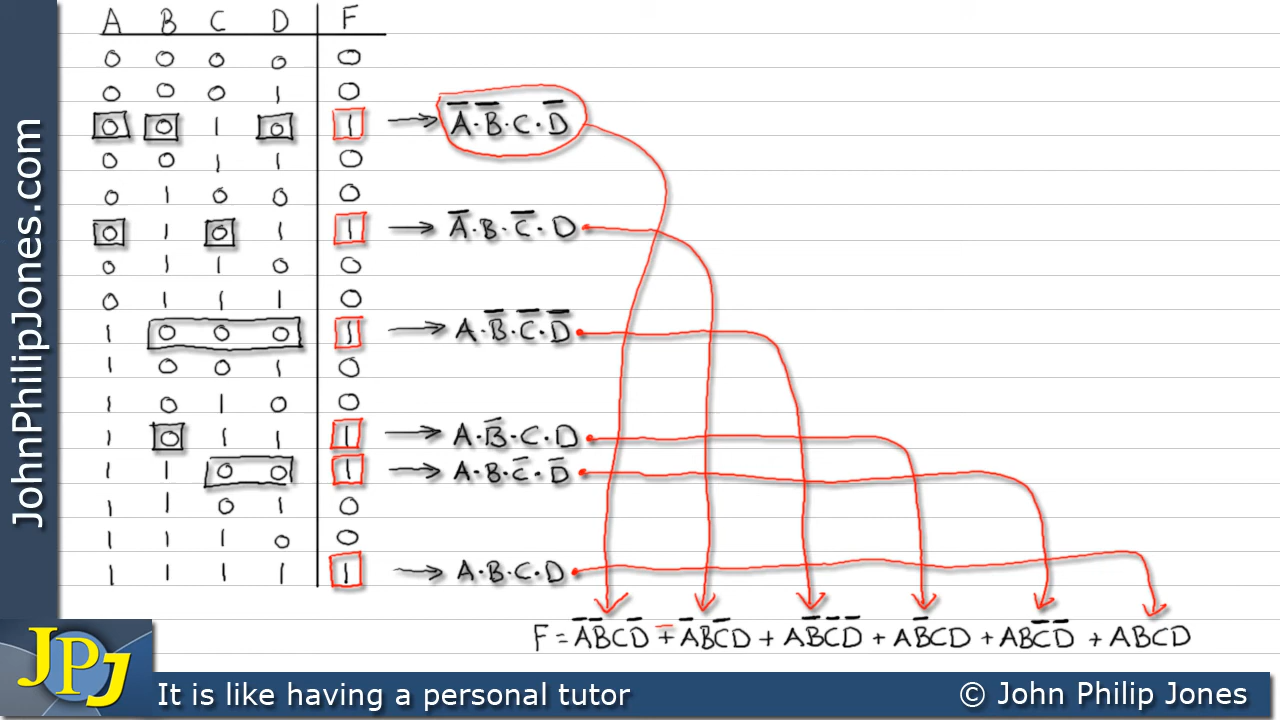 A B C D F
0 0 0 0 0
0 0 0 1 0
0 0 1 0 1 → A̅·B̅·C·D̅
0 0 1 1 0
0 1 0 0 0
0 1 0 1 1 → A̅·B·C̅·D
0 1 1 0 0
0 1 1 1 0
1 0 0 0 1 → A·B̅·C̅·D̅
1 0 0 1 0
1 0 1 0 0
1 0 1 1 1 → A·B̅·C·D
1 1 0 0 1 → A·B·C̅·D̅
1 1 0 1 0
1 1 1 0 0
1 1 1 1 1 → A·B·C·D
F = A̅B̅CD̅ + A̅BC̅D + AB̅C̅D̅ + AB̅CD + ABC̅D̅ + ABCD
JohnPhilipJones.com
JPJ
It is like having a personal tutor
© John Philip Jones